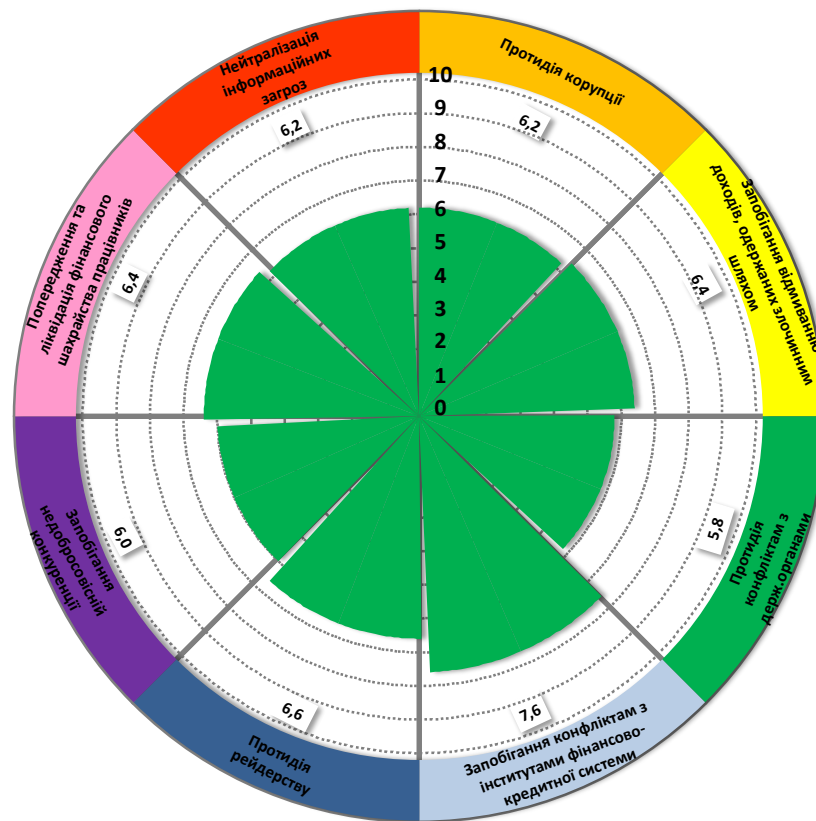 Нейтралізація
інформаційних
загроз
Протидія корупції
Запобігання відмиванню
доходів, одержаних злочинним
шляхом
Протидія
конфліктам з
держ.органами
Запобігання конфліктам з
інститутами фінансово-
кредитної системи
Протидія
рейдерству
Запобігання
недобросовісній
конкуренції
Попередження та
ліквідація фінансового
шахрайства працівників
6,2
6,4
5,8
7,6
6,6
6,0
6,4
6,2
10
9
8
7
6
5
4
3
2
1
0